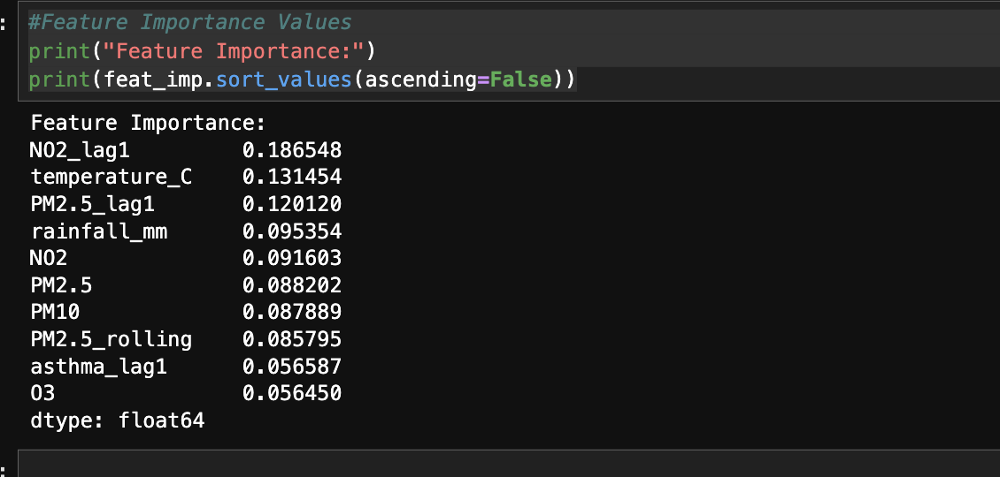 :
#Feature Importance Values
print("Feature Importance:")
print(feat_imp.sort_values(ascending=False))
Feature Importance:
NO2_lag1         0.186548
temperature_C    0.131454
PM2.5_lag1       0.120120
rainfall_mm      0.095354
NO2              0.091603
PM2.5            0.088202
PM10             0.087889
PM2.5_rolling    0.085795
asthma_lag1      0.056587
O3               0.056450
dtype: float64
: